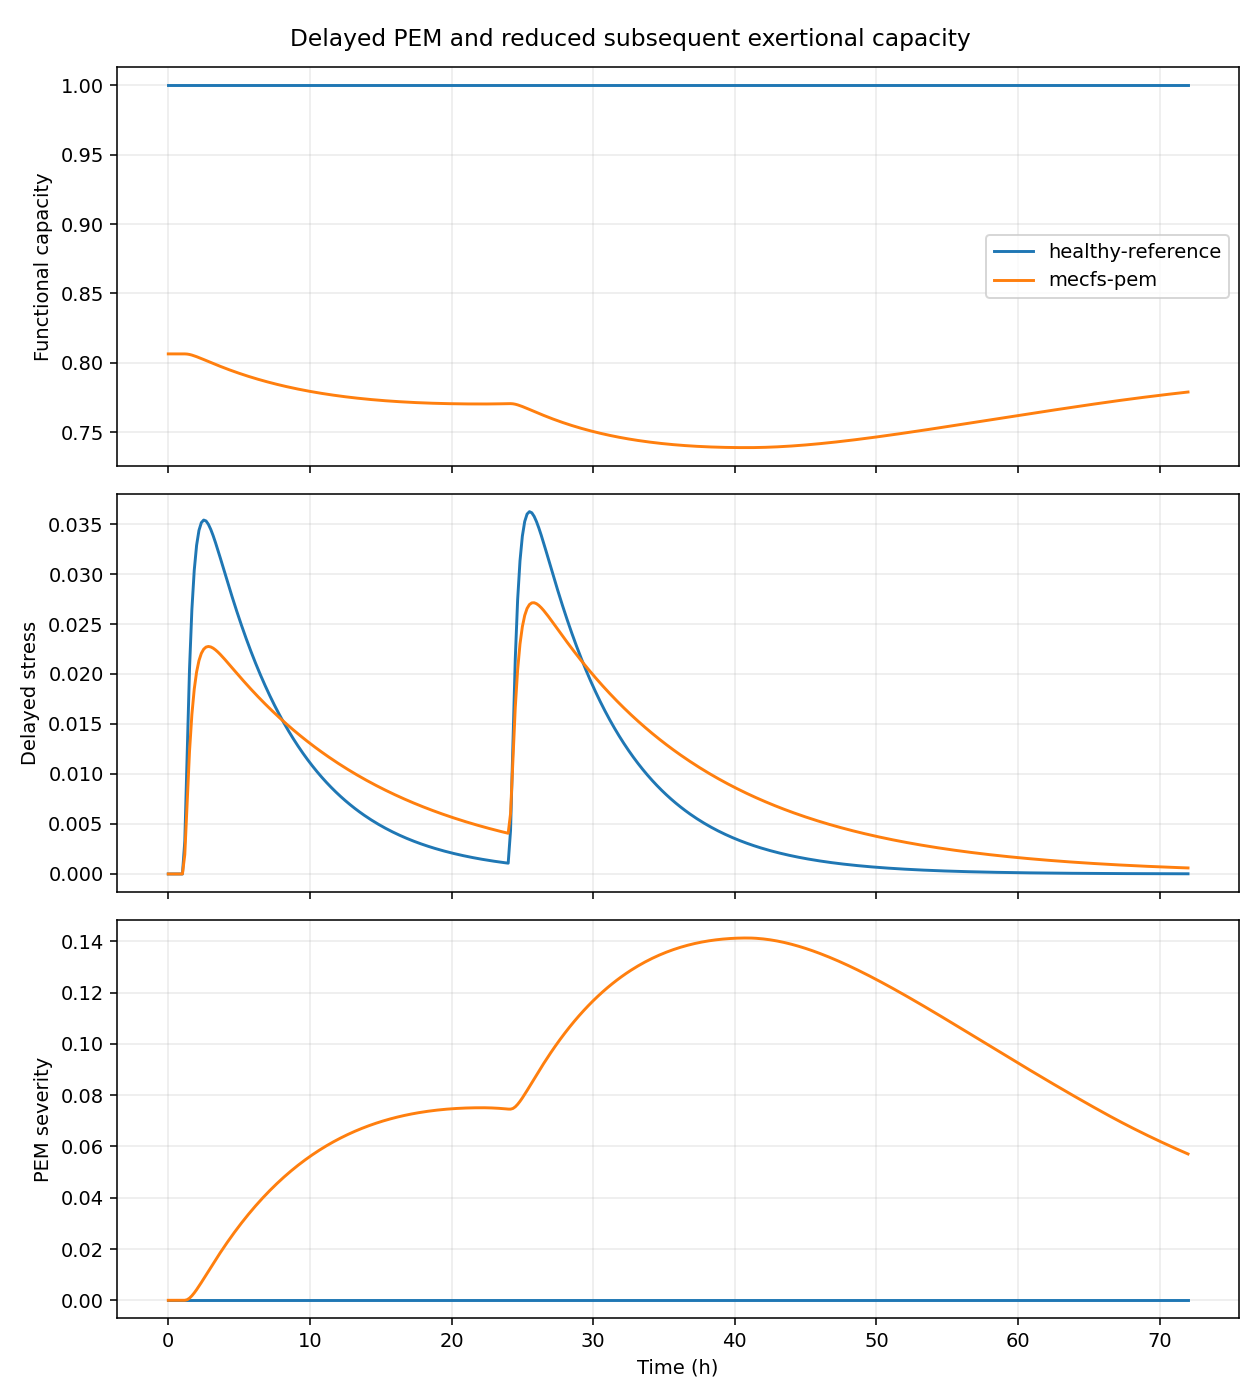 Delayed PEM and reduced subsequent exertional capacity
1.00
0.95
0.90
0.85
0.80
0.75
Functional capacity
healthy-reference
mecfs-pem
0.035
0.030
0.025
0.020
0.015
0.010
0.005
0.000
Delayed stress
0.14
0.12
0.10
0.08
0.06
0.04
0.02
0.00
PEM severity
0 10 20 30 40 50 60 70
Time (h)